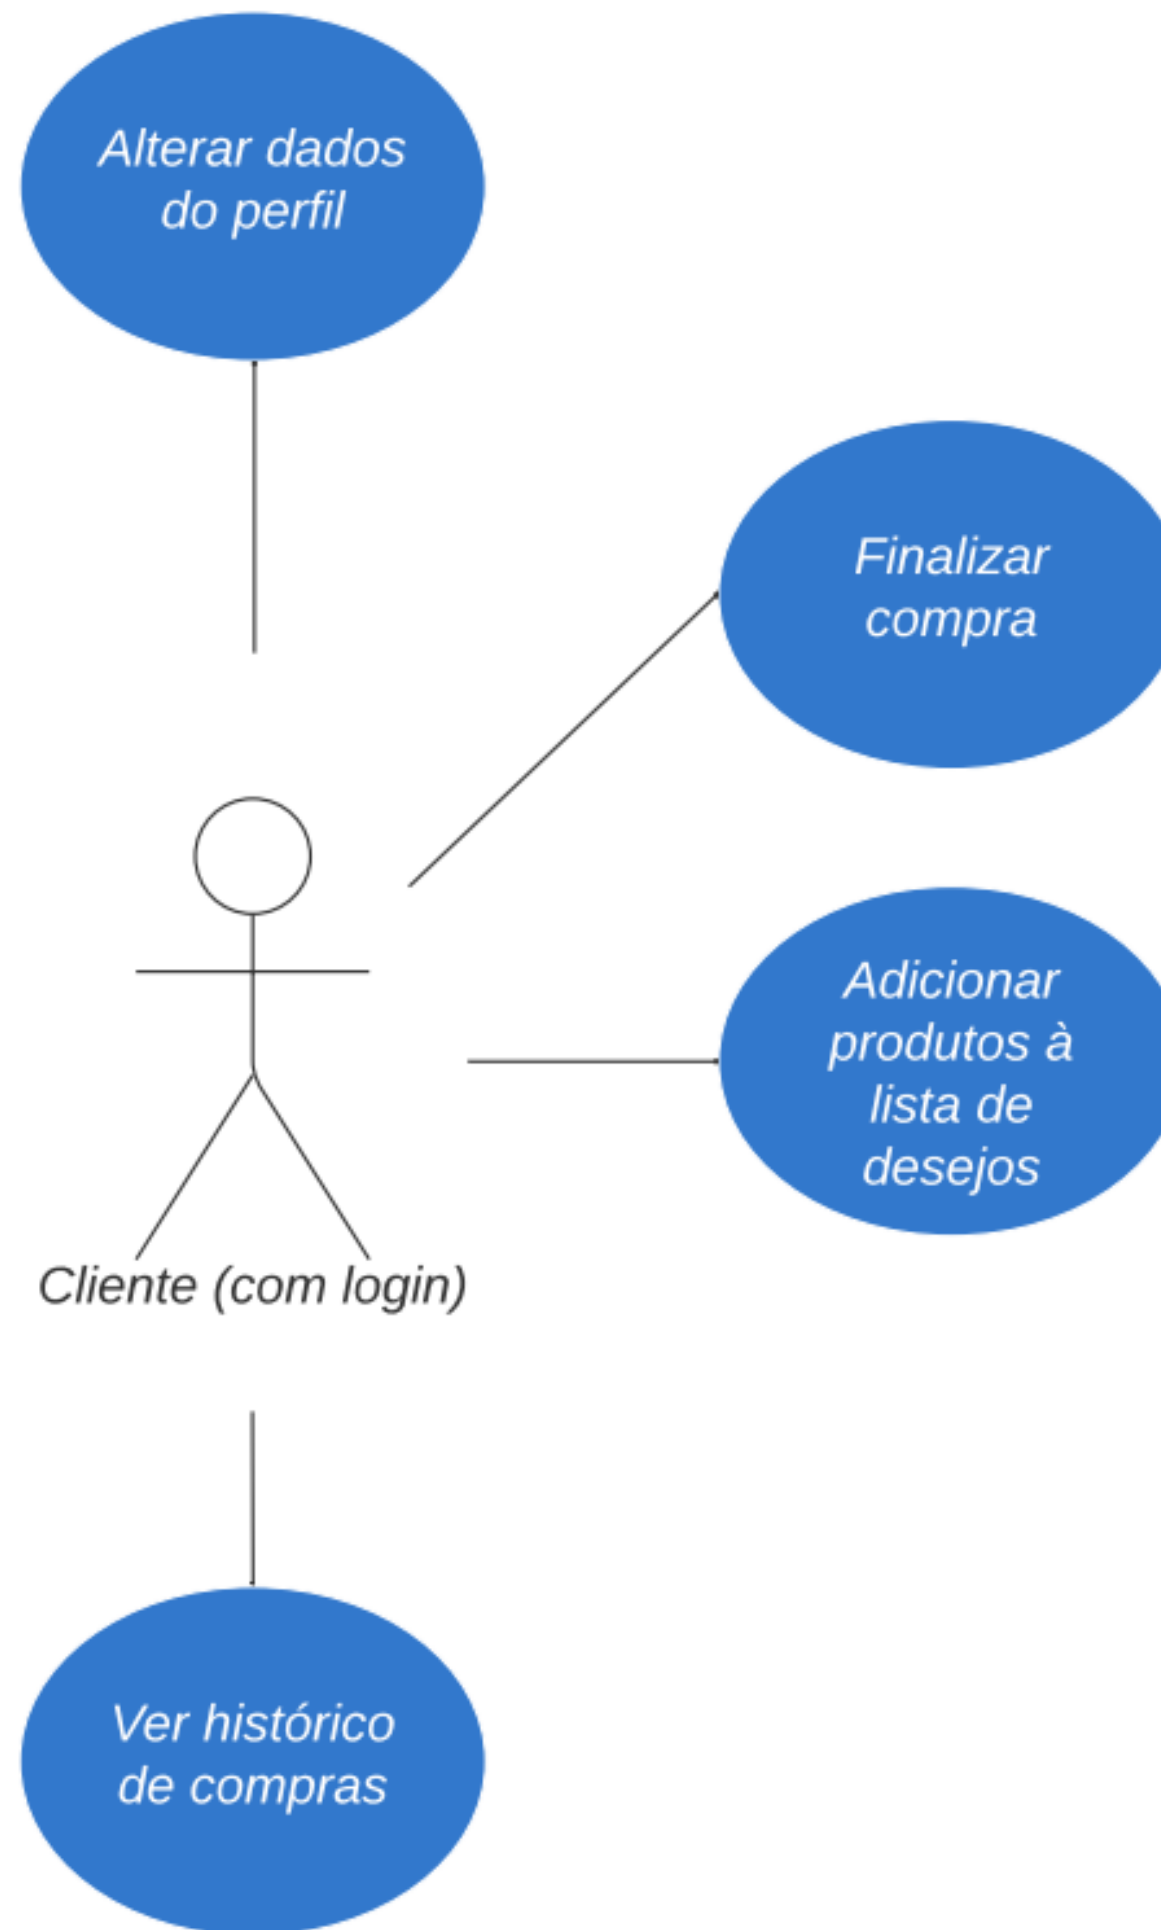 Alterar dados
do perfil
Finalizar
compra
Adicionar
produtos à
lista de
desejos
Cliente (com login)
Ver histórico
de compras